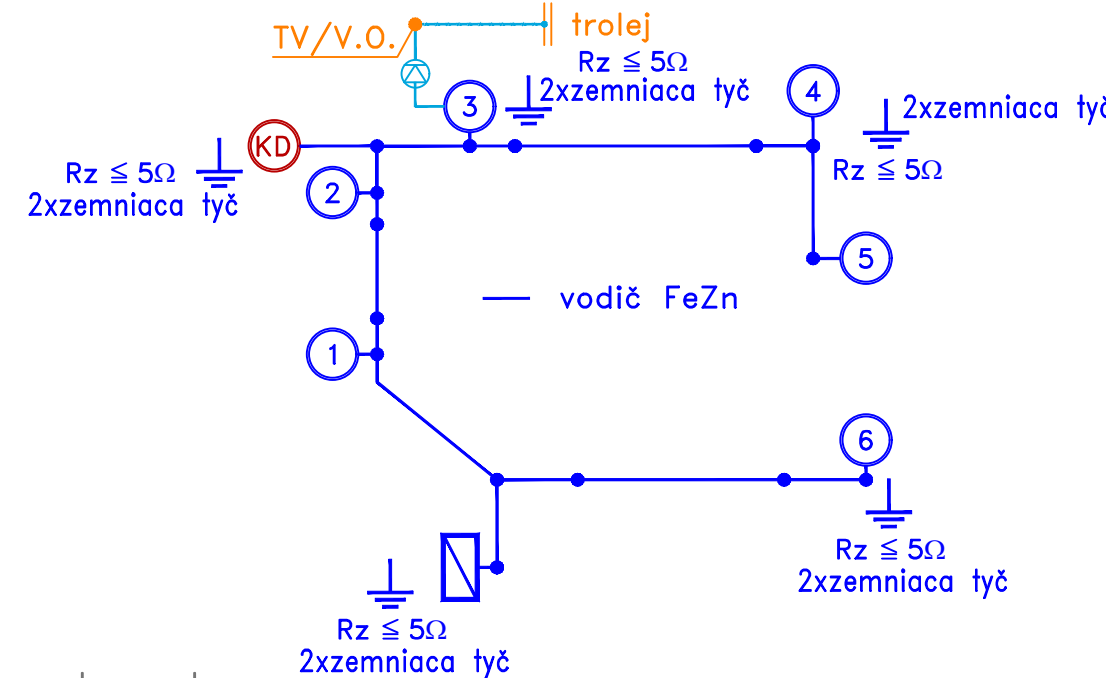 trolej
TV/V.O.
Rz ≦ 5Ω
2xzemniaca tyč
3
4
2xzemniaca tyč
KD
Rz ≦ 5Ω
Rz ≦ 5Ω
2xzemniaca tyč
2
5
vodič FeZn
1
6
Rz ≦ 5Ω
2xzemniaca tyč
Rz ≦ 5Ω
2xzemniaca tyč